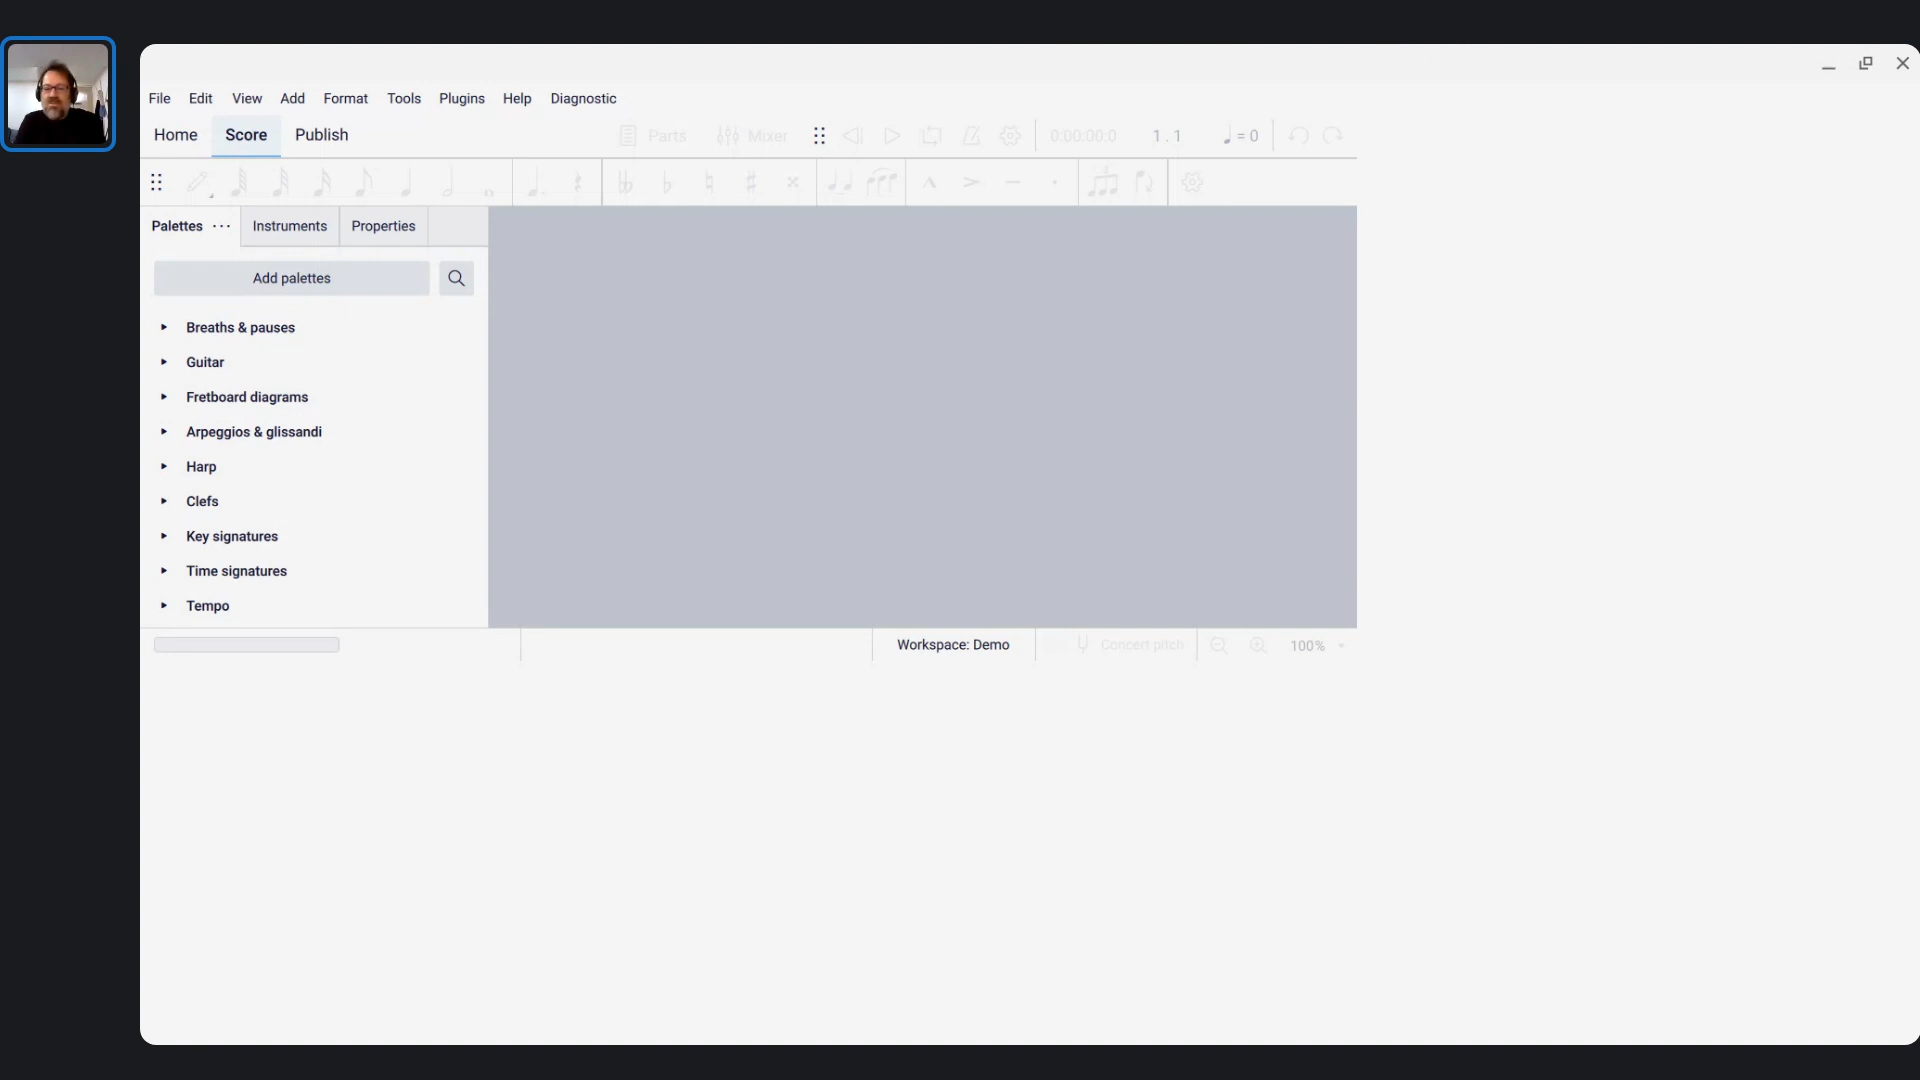 File Edit View Add Format Tools Plugins Help Diagnostic
Home Score Publish Parts Mixer 0:00:00:0 1 . 1 = 0
Palettes ··· Instruments Properties
Add palettes
Breaths & pauses
Guitar
Fretboard diagrams
Arpeggios & glissandi
Harp
Clefs
Key signatures
Time signatures
Tempo
Workspace: Demo Concert pitch 100%